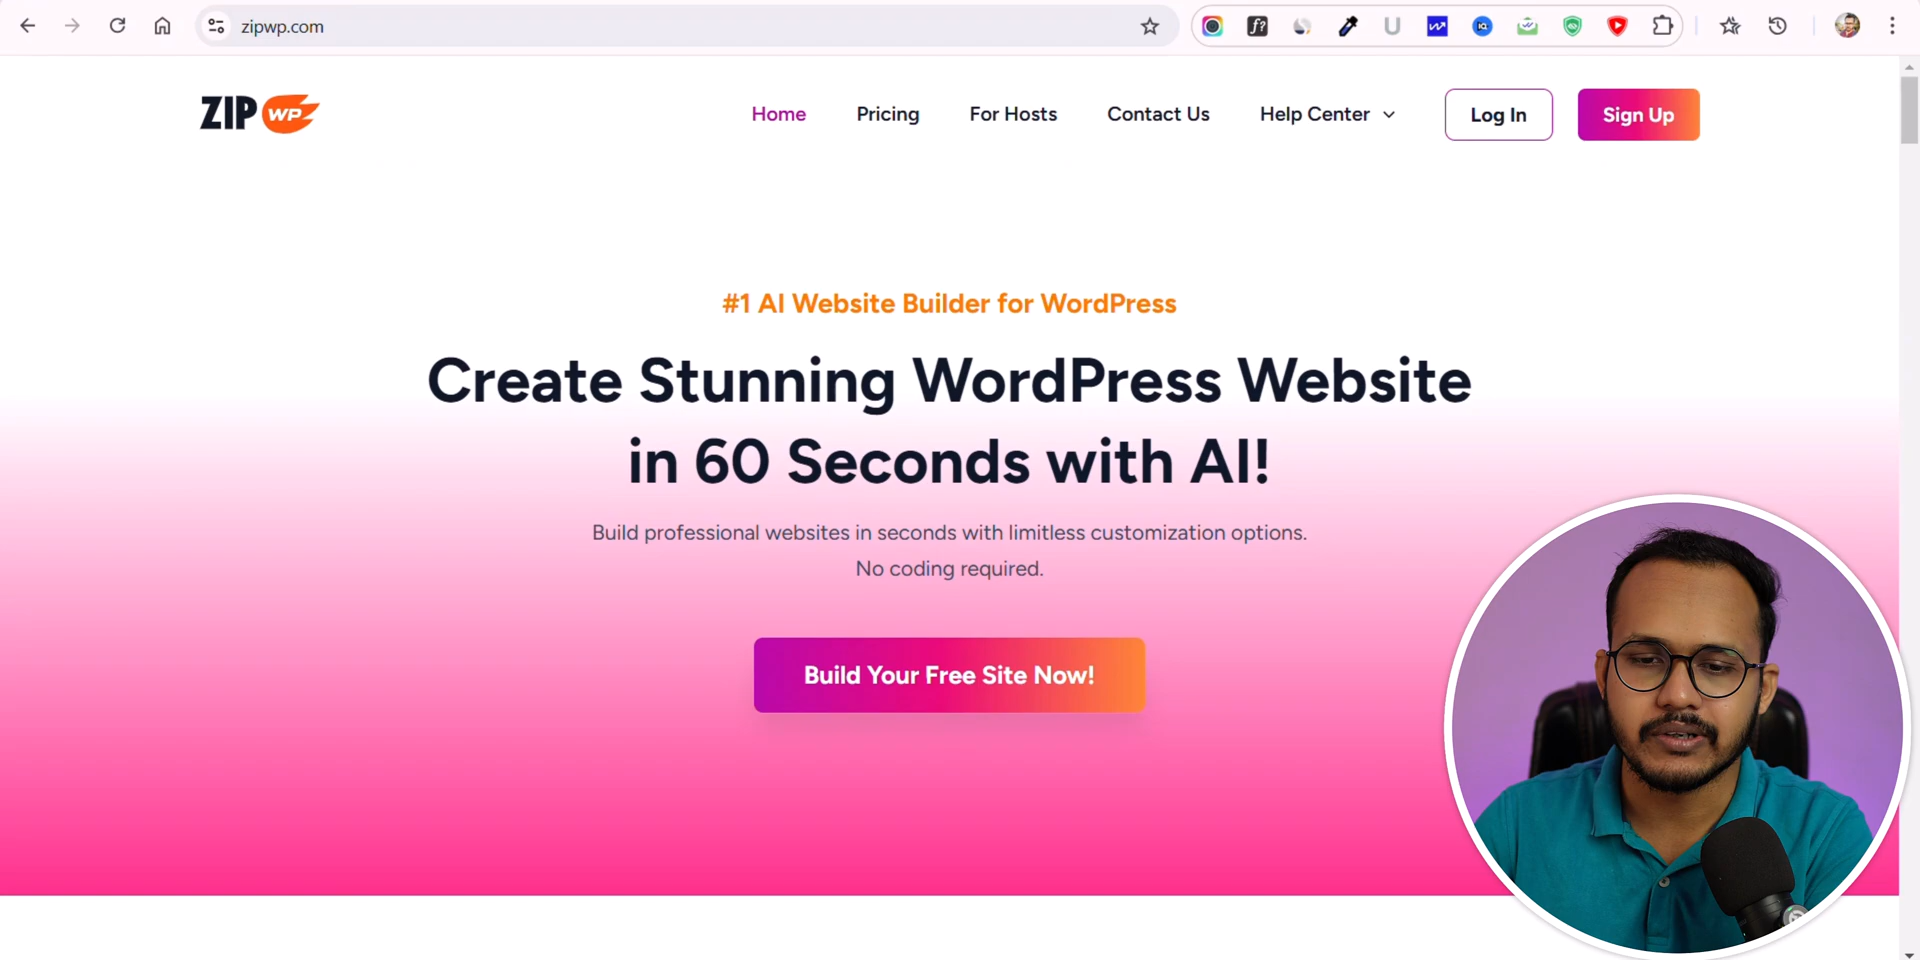 zipwp.com
ZIP WP
Home
Pricing
For Hosts
Contact Us
Help Center
Log In
Sign Up
#1 AI Website Builder for WordPress
Create Stunning WordPress Website
in 60 Seconds with AI!
Build professional websites in seconds with limitless customization options.
No coding required.
Build Your Free Site Now!